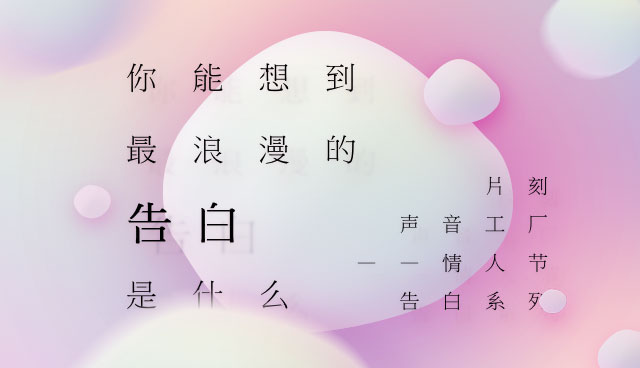 你能想到
最浪漫的
告白
是什么
片刻
声音工厂
——情人节
告白系列